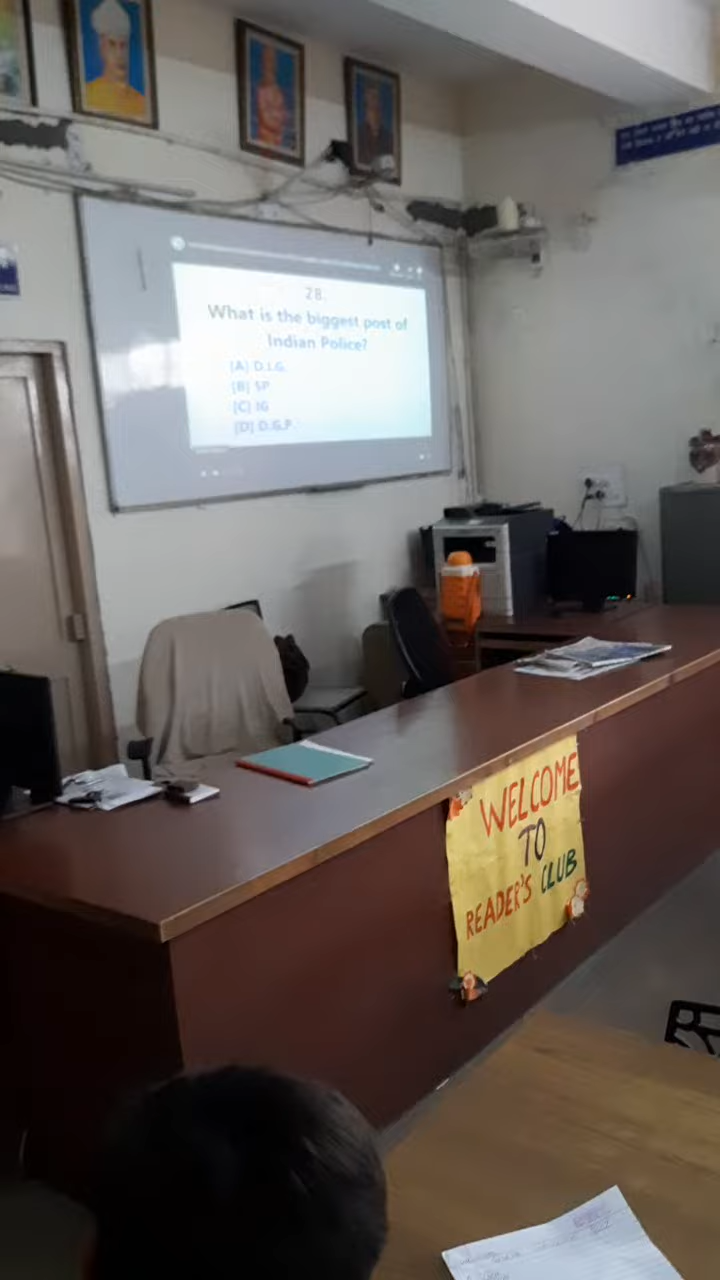 28.
What is the biggest post of
Indian Police?
(A) D.I.G.
(B) SP
(C) IG
(D) D.G.P.
WELCOME
TO
READER'S CLUB